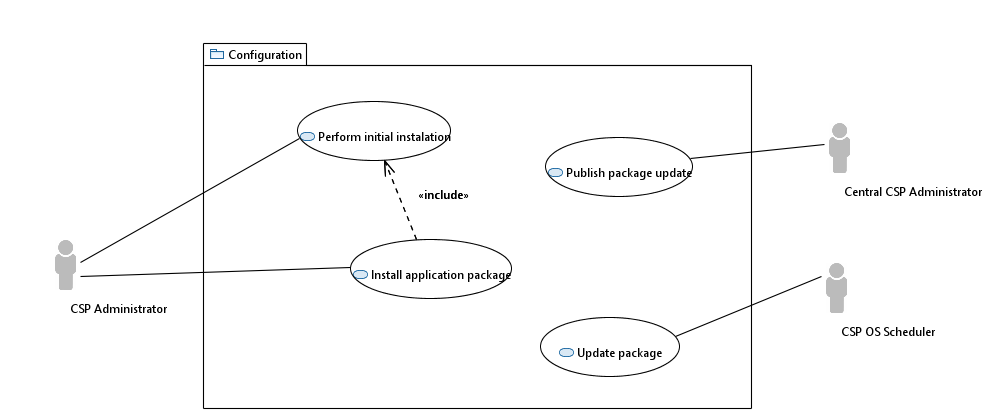 Configuration
Perform initial instalation
Publish package update
Central CSP Administrator
«include»
Install application package
CSP Administrator
CSP OS Scheduler
Update package